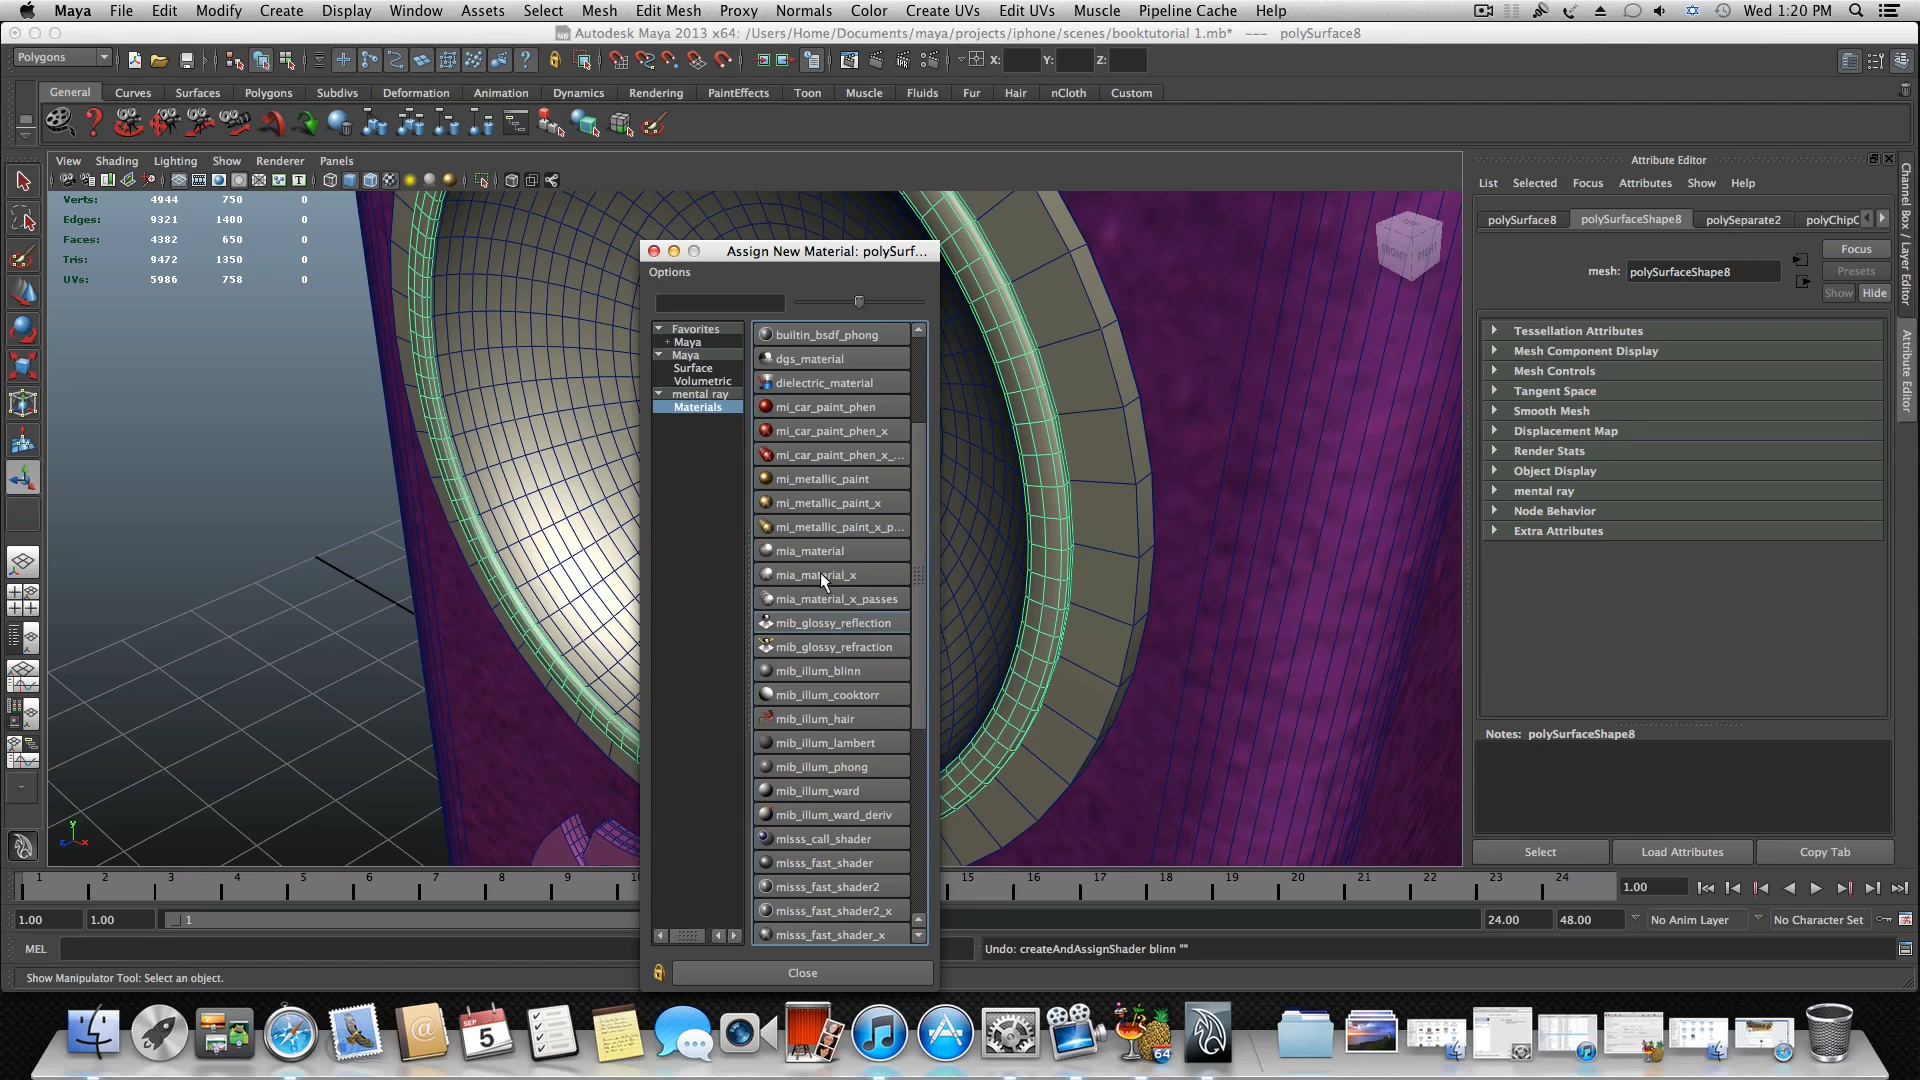 Maya File Edit Modify Create Display Window Assets Select Mesh Edit Mesh Proxy Normals Color Create UVs Edit UVs Muscle Pipeline Cache Help Wed 1:20 PM
Autodesk Maya 2013 x64: /Users/Home/Documents/maya/projects/iphone/scenes/booktutorial 1.mb* --- polySurface8
Polygons X: Y: Z:
General Curves Surfaces Polygons Subdivs Deformation Animation Dynamics Rendering PaintEffects Toon Muscle Fluids Fur Hair nCloth Custom
View Shading Lighting Show Renderer Panels
Verts: 4944 750 0
Edges: 9321 1400 0
Faces: 4382 650 0
Tris: 9472 1350 0
UVs: 5986 758 0
FRONT RIGHT
Assign New Material: polySurf...
Options
Favorites
+ Maya
Maya
Surface
Volumetric
mental ray
Materials
builtin_bsdf_phong
dgs_material
dielectric_material
mi_car_paint_phen
mi_car_paint_phen_x
mi_car_paint_phen_x_...
mi_metallic_paint
mi_metallic_paint_x
mi_metallic_paint_x_p...
mia_material
mia_material_x
mia_material_x_passes
mib_glossy_reflection
mib_glossy_refraction
mib_illum_blinn
mib_illum_cooktorr
mib_illum_hair
mib_illum_lambert
mib_illum_phong
mib_illum_ward
mib_illum_ward_deriv
misss_call_shader
misss_fast_shader
misss_fast_shader2
misss_fast_shader2_x
misss_fast_shader_x
Close
Attribute Editor
List Selected Focus Attributes Show Help
polySurface8 polySurfaceShape8 polySeparate2 polyChipC
mesh: polySurfaceShape8
Focus
Presets
Show Hide
Tessellation Attributes
Mesh Component Display
Mesh Controls
Tangent Space
Smooth Mesh
Displacement Map
Render Stats
Object Display
mental ray
Node Behavior
Extra Attributes
Notes: polySurfaceShape8
Select Load Attributes Copy Tab
Channel Box / Layer Editor
Attribute Editor
y
z x
1 2 3 4 5 6 7 8 9 10 15 16 17 18 19 20 21 22 23 24 1.00
1.00 1.00 1 24.00 48.00 No Anim Layer No Character Set
MEL Undo: createAndAssignShader blinn ""
Show Manipulator Tool: Select an object.
SEP
5
64